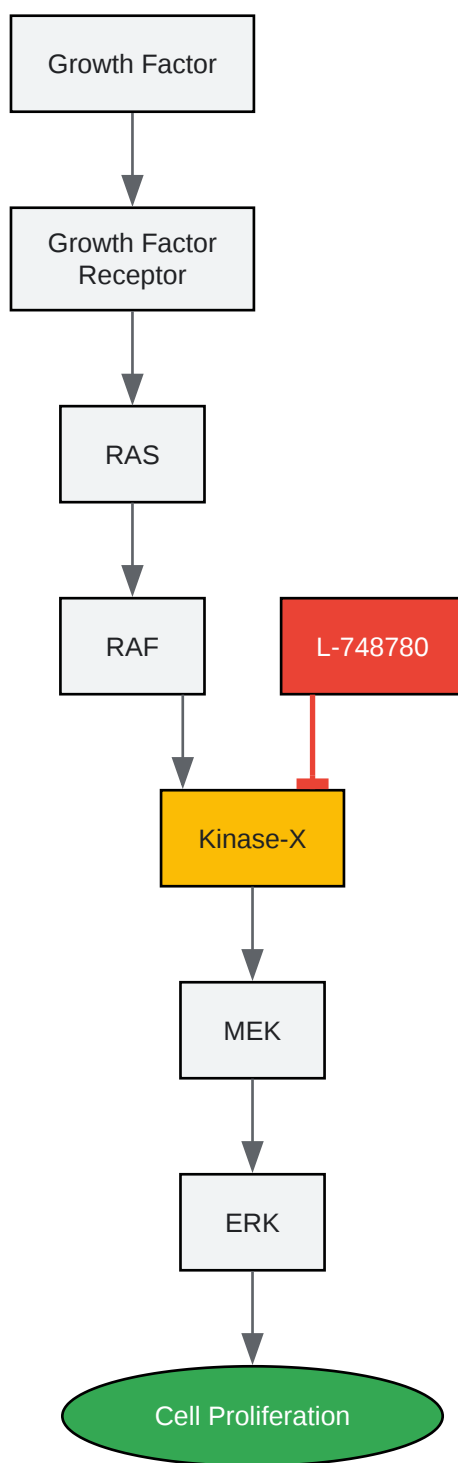 Growth Factor
Growth Factor
Receptor
RAS
RAF
L-748780
Kinase-X
MEK
ERK
Cell Proliferation